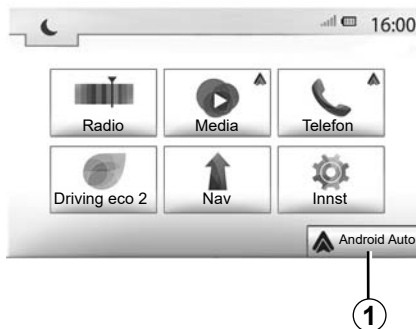 16:00
Radio
Media
Telefon
Driving eco 2
Nav
Innst
Android Auto
1